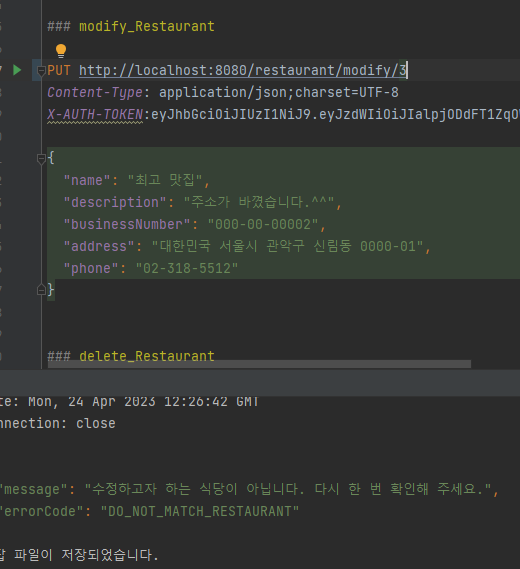 ### modify_Restaurant
PUT http://localhost:8080/restaurant/modify/3
Content-Type: application/json;charset=UTF-8
X-AUTH-TOKEN:eyJhbGciOiJIUzI1NiJ9.eyJzdWIiOiJIalpjODdFT1ZqOW
{
"name": "최고 맛집",
"description": "주소가 바꼈습니다.^^",
"businessNumber": "000-00-00002",
"address": "대한민국 서울시 관악구 신림동 0000-01",
"phone": "02-318-5512"
}
### delete_Restaurant
te: Mon, 24 Apr 2023 12:26:42 GMT
nnection: close
"message": "수정하고자 하는 식당이 아닙니다. 다시 한 번 확인해 주세요.",
"errorCode": "DO_NOT_MATCH_RESTAURANT"
답 파일이 저장되었습니다.